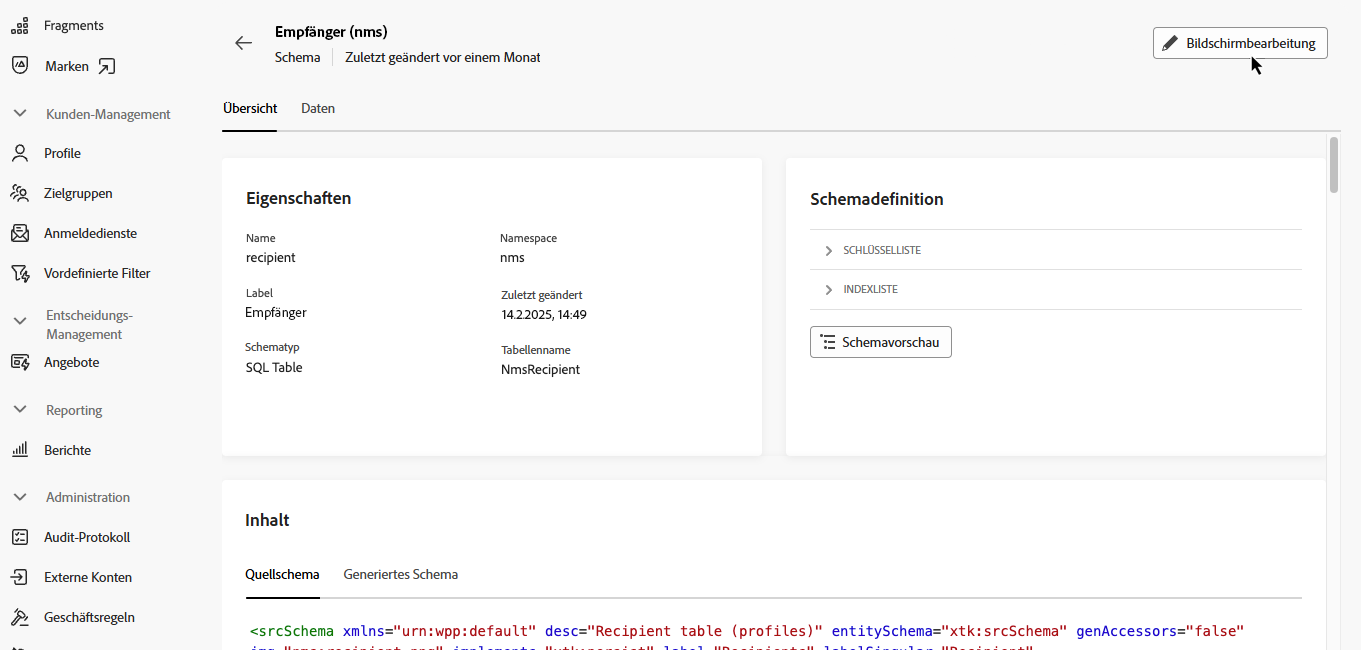 Fragments
Marken
Kunden-Management
Profile
Zielgruppen
Anmeldedienste
Vordefinierte Filter
Entscheidungs-
Management
Angebote
Reporting
Berichte
Administration
Audit-Protokoll
Externe Konten
Geschäftsregeln
Empfänger (nms)
Schema
Zuletzt geändert vor einem Monat
Bildschirmbearbeitung
Übersicht
Daten
Eigenschaften
Name
recipient
Namespace
nms
Label
Empfänger
Zuletzt geändert
14.2.2025, 14:49
Schematyp
SQL Table
Tabellenname
NmsRecipient
Schemadefinition
SCHLÜSSELLISTE
INDEXLISTE
Schemavorschau
Inhalt
Quellschema
Generiertes Schema
<srcSchema xmlns="urn:wpp:default" desc="Recipient table (profiles)" entitySchema="xtk:srcSchema" genAccessors="false"